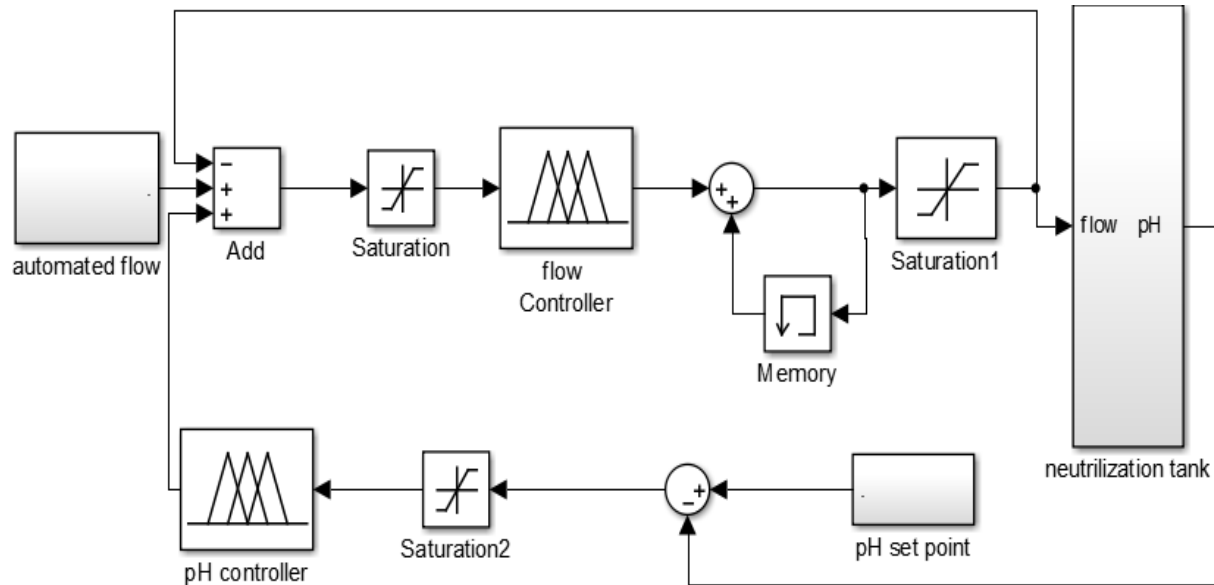 −
+
+
Add
automated flow
Saturation
flow
Controller
+
+
Memory
Saturation1
flow pH
neutrilization tank
pH controller
Saturation2
+
−
pH set point